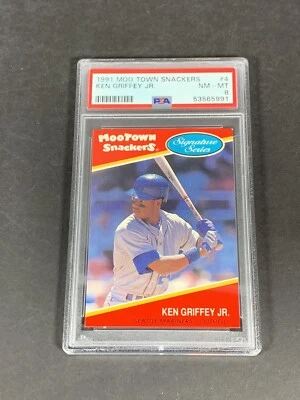 1991 MOO TOWN SNACKERS #4
KEN GRIFFEY JR. NM - MT
8
PSA 53565991
MooTown
Snackers
Signature
Series
KEN GRIFFEY JR.